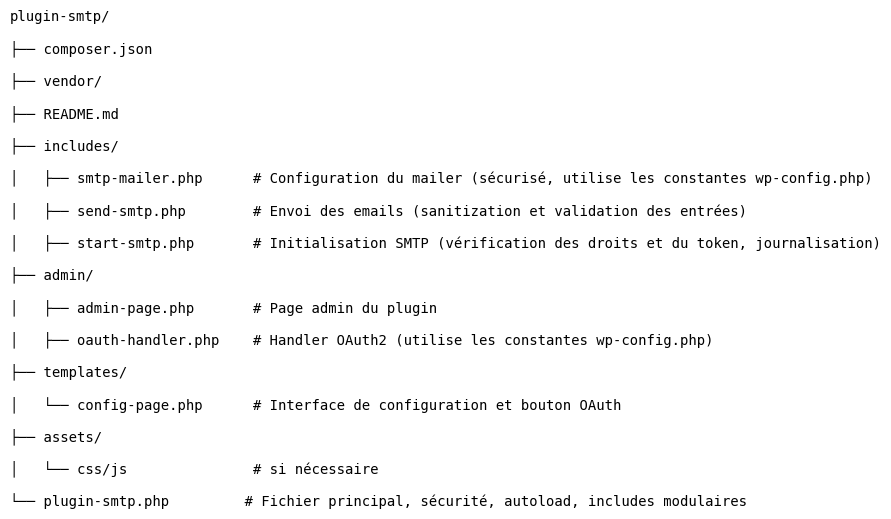 plugin-smtp/
├── composer.json
├── vendor/
├── README.md
├── includes/
│   ├── smtp-mailer.php      # Configuration du mailer (sécurisé, utilise les constantes wp-config.php)
│   ├── send-smtp.php        # Envoi des emails (sanitization et validation des entrées)
│   ├── start-smtp.php       # Initialisation SMTP (vérification des droits et du token, journalisation)
├── admin/
│   ├── admin-page.php       # Page admin du plugin
│   ├── oauth-handler.php    # Handler OAuth2 (utilise les constantes wp-config.php)
├── templates/
│   └── config-page.php      # Interface de configuration et bouton OAuth
├── assets/
│   └── css/js               # si nécessaire
└── plugin-smtp.php         # Fichier principal, sécurité, autoload, includes modulaires